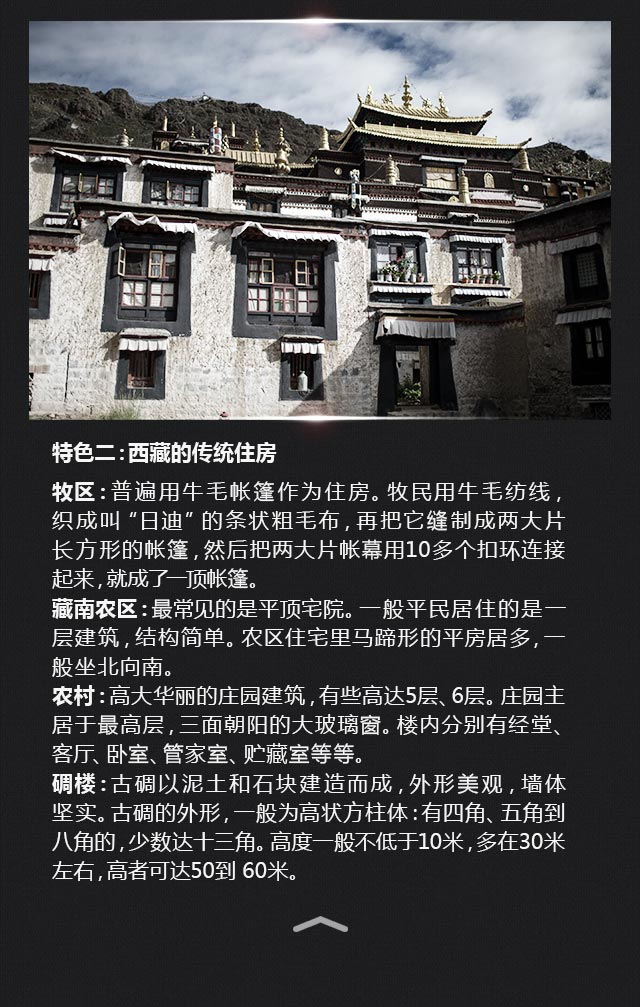 特色二：西藏的传统住房
牧区：普遍用牛毛帐篷作为住房。牧民用牛毛纺线，
织成叫“日迪”的条状粗毛布，再把它缝制成两大片
长方形的帐篷，然后把两大片帐幕用10多个扣环连接
起来，就成了一顶帐篷。
藏南农区：最常见的是平顶宅院。一般平民居住的是一
层建筑，结构简单。农区住宅里马蹄形的平房居多，一
般坐北向南。
农村：高大华丽的庄园建筑，有些高达5层、6层。庄园主
居于最高层，三面朝阳的大玻璃窗。楼内分别有经堂、
客厅、卧室、管家室、贮藏室等等。
碉楼：古碉以泥土和石块建造而成，外形美观，墙体
坚实。古碉的外形，一般为高状方柱体：有四角、五角到
八角的，少数达十三角。高度一般不低于10米，多在30米
左右，高者可达50到 60米。